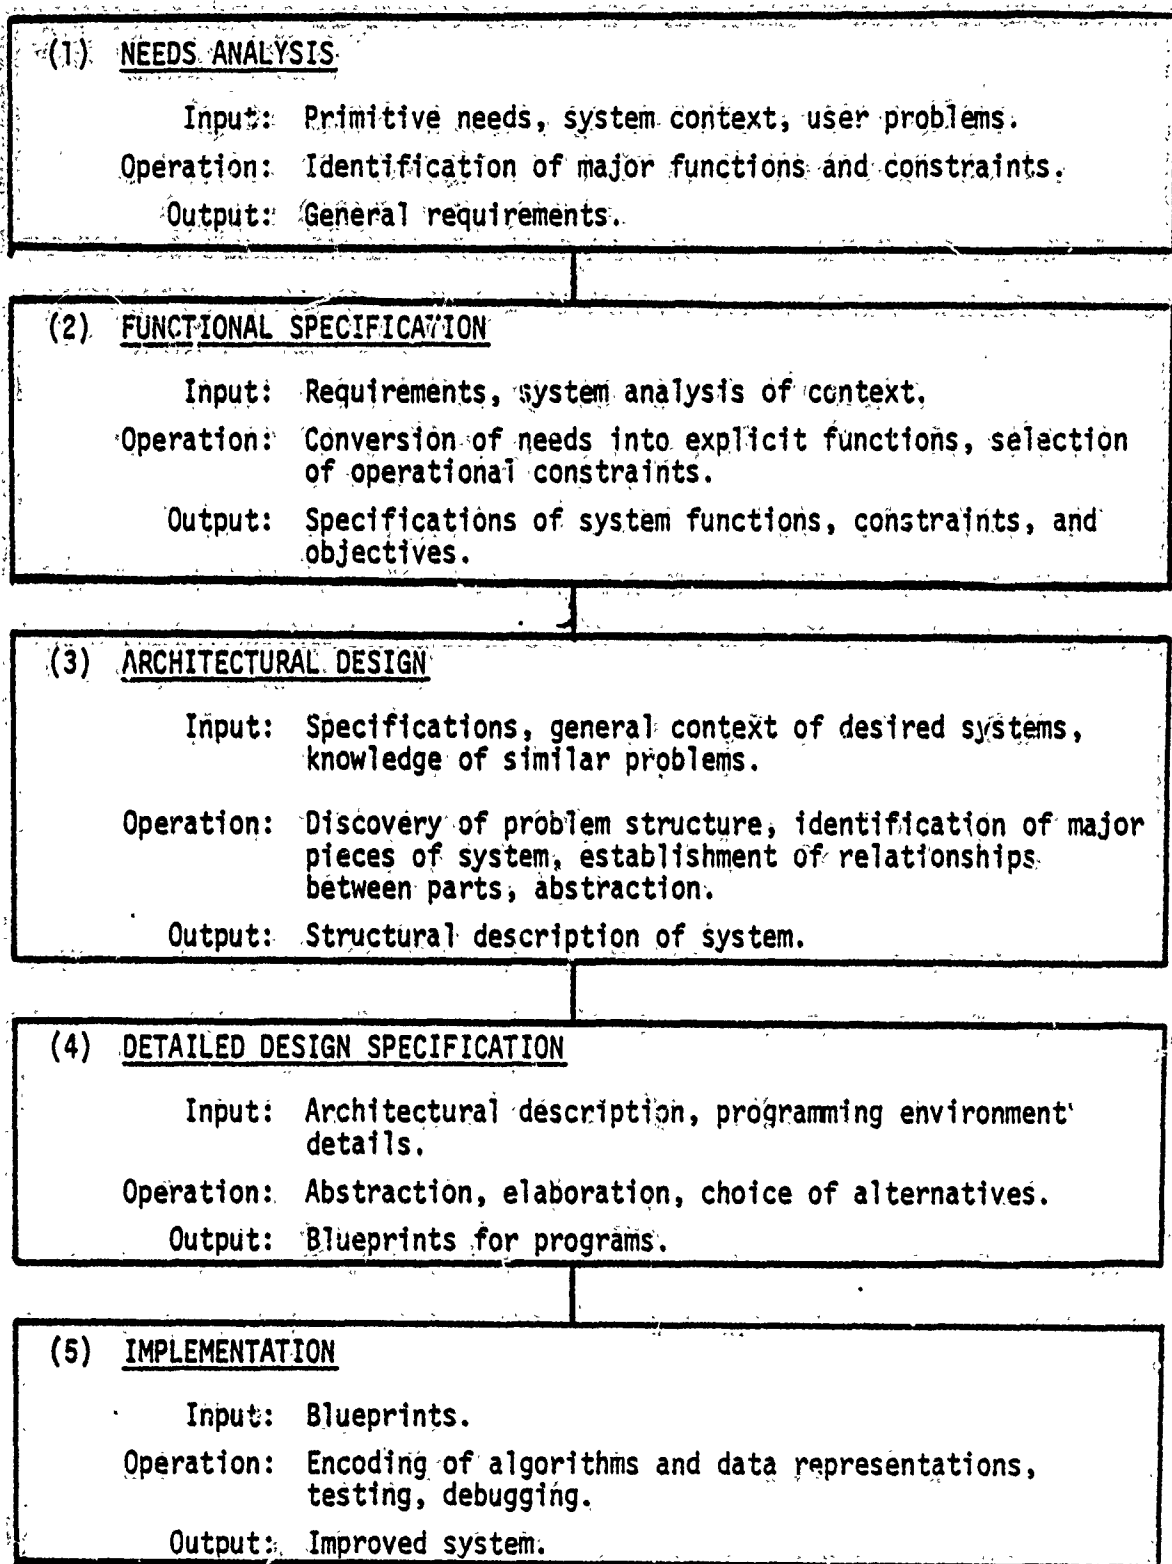 (1) NEEDS ANALYSIS
Input: Primitive needs, system context, user problems.
Operation: Identification of major functions and constraints.
Output: General requirements.
(2) FUNCTIONAL SPECIFICATION
Input: Requirements, system analysis of context.
Operation: Conversion of needs into explicit functions, selection
of operational constraints.
Output: Specifications of system functions, constraints, and
objectives.
(3) ARCHITECTURAL DESIGN
Input: Specifications, general context of desired systems,
knowledge of similar problems.
Operation: Discovery of problem structure, identification of major
pieces of system, establishment of relationships
between parts, abstraction.
Output: Structural description of system.
(4) DETAILED DESIGN SPECIFICATION
Input: Architectural description, programming environment
details.
Operation: Abstraction, elaboration, choice of alternatives.
Output: Blueprints for programs.
(5) IMPLEMENTATION
Input: Blueprints.
Operation: Encoding of algorithms and data representations,
testing, debugging.
Output: Improved system.